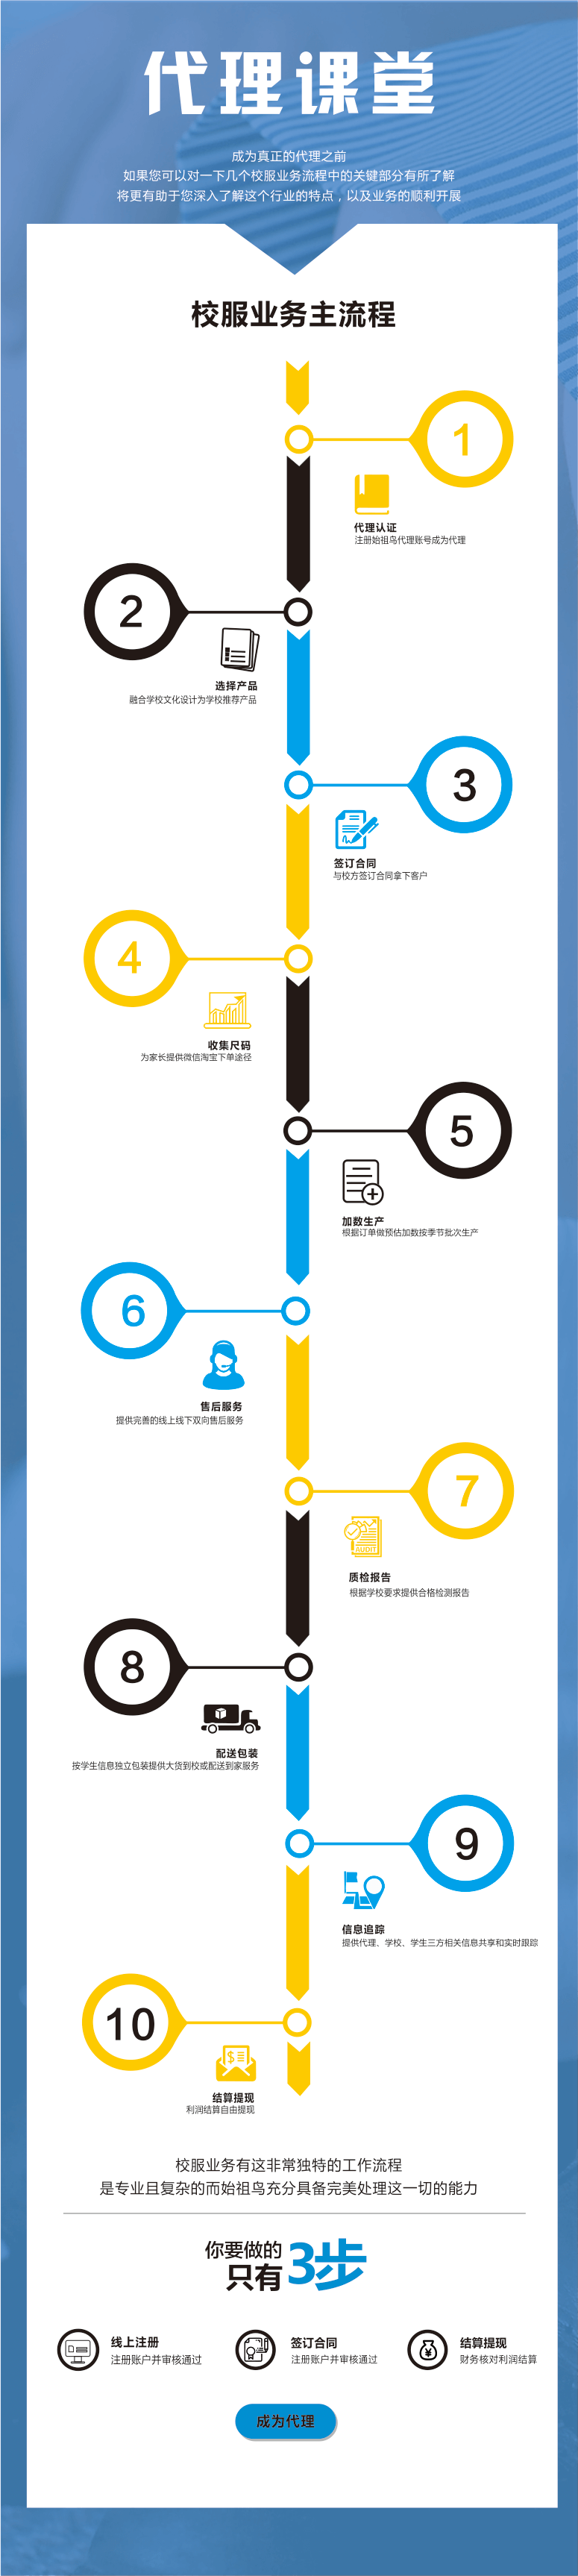 代理课堂
成为真正的代理之前
如果您可以对一下几个校服业务流程中的关键部分有所了解
将更有助于您深入了解这个行业的特点，以及业务的顺利开展
校服业务主流程
1
代理认证
注册始祖鸟代理账号成为代理
2
选择产品
融合学校文化设计为学校推荐产品
3
签订合同
与校方签订合同拿下客户
4
收集尺码
为家长提供微信淘宝下单途径
5
加数生产
根据订单做预估加数按季节批次生产
6
售后服务
提供完善的线上线下双向售后服务
7
AUDIT
质检报告
根据学校要求提供合格检测报告
8
配送包装
按学生信息独立包装提供大货到校或配送到家服务
9
信息追踪
提供代理、学校、学生三方相关信息共享和实时跟踪
10
$
结算提现
利润结算自由提现
校服业务有这非常独特的工作流程
是专业且复杂的而始祖鸟充分具备完美处理这一切的能力
你要做的
只有3步
线上注册
注册账户并审核通过
签订合同
注册账户并审核通过
¥
结算提现
财务核对利润结算
成为代理